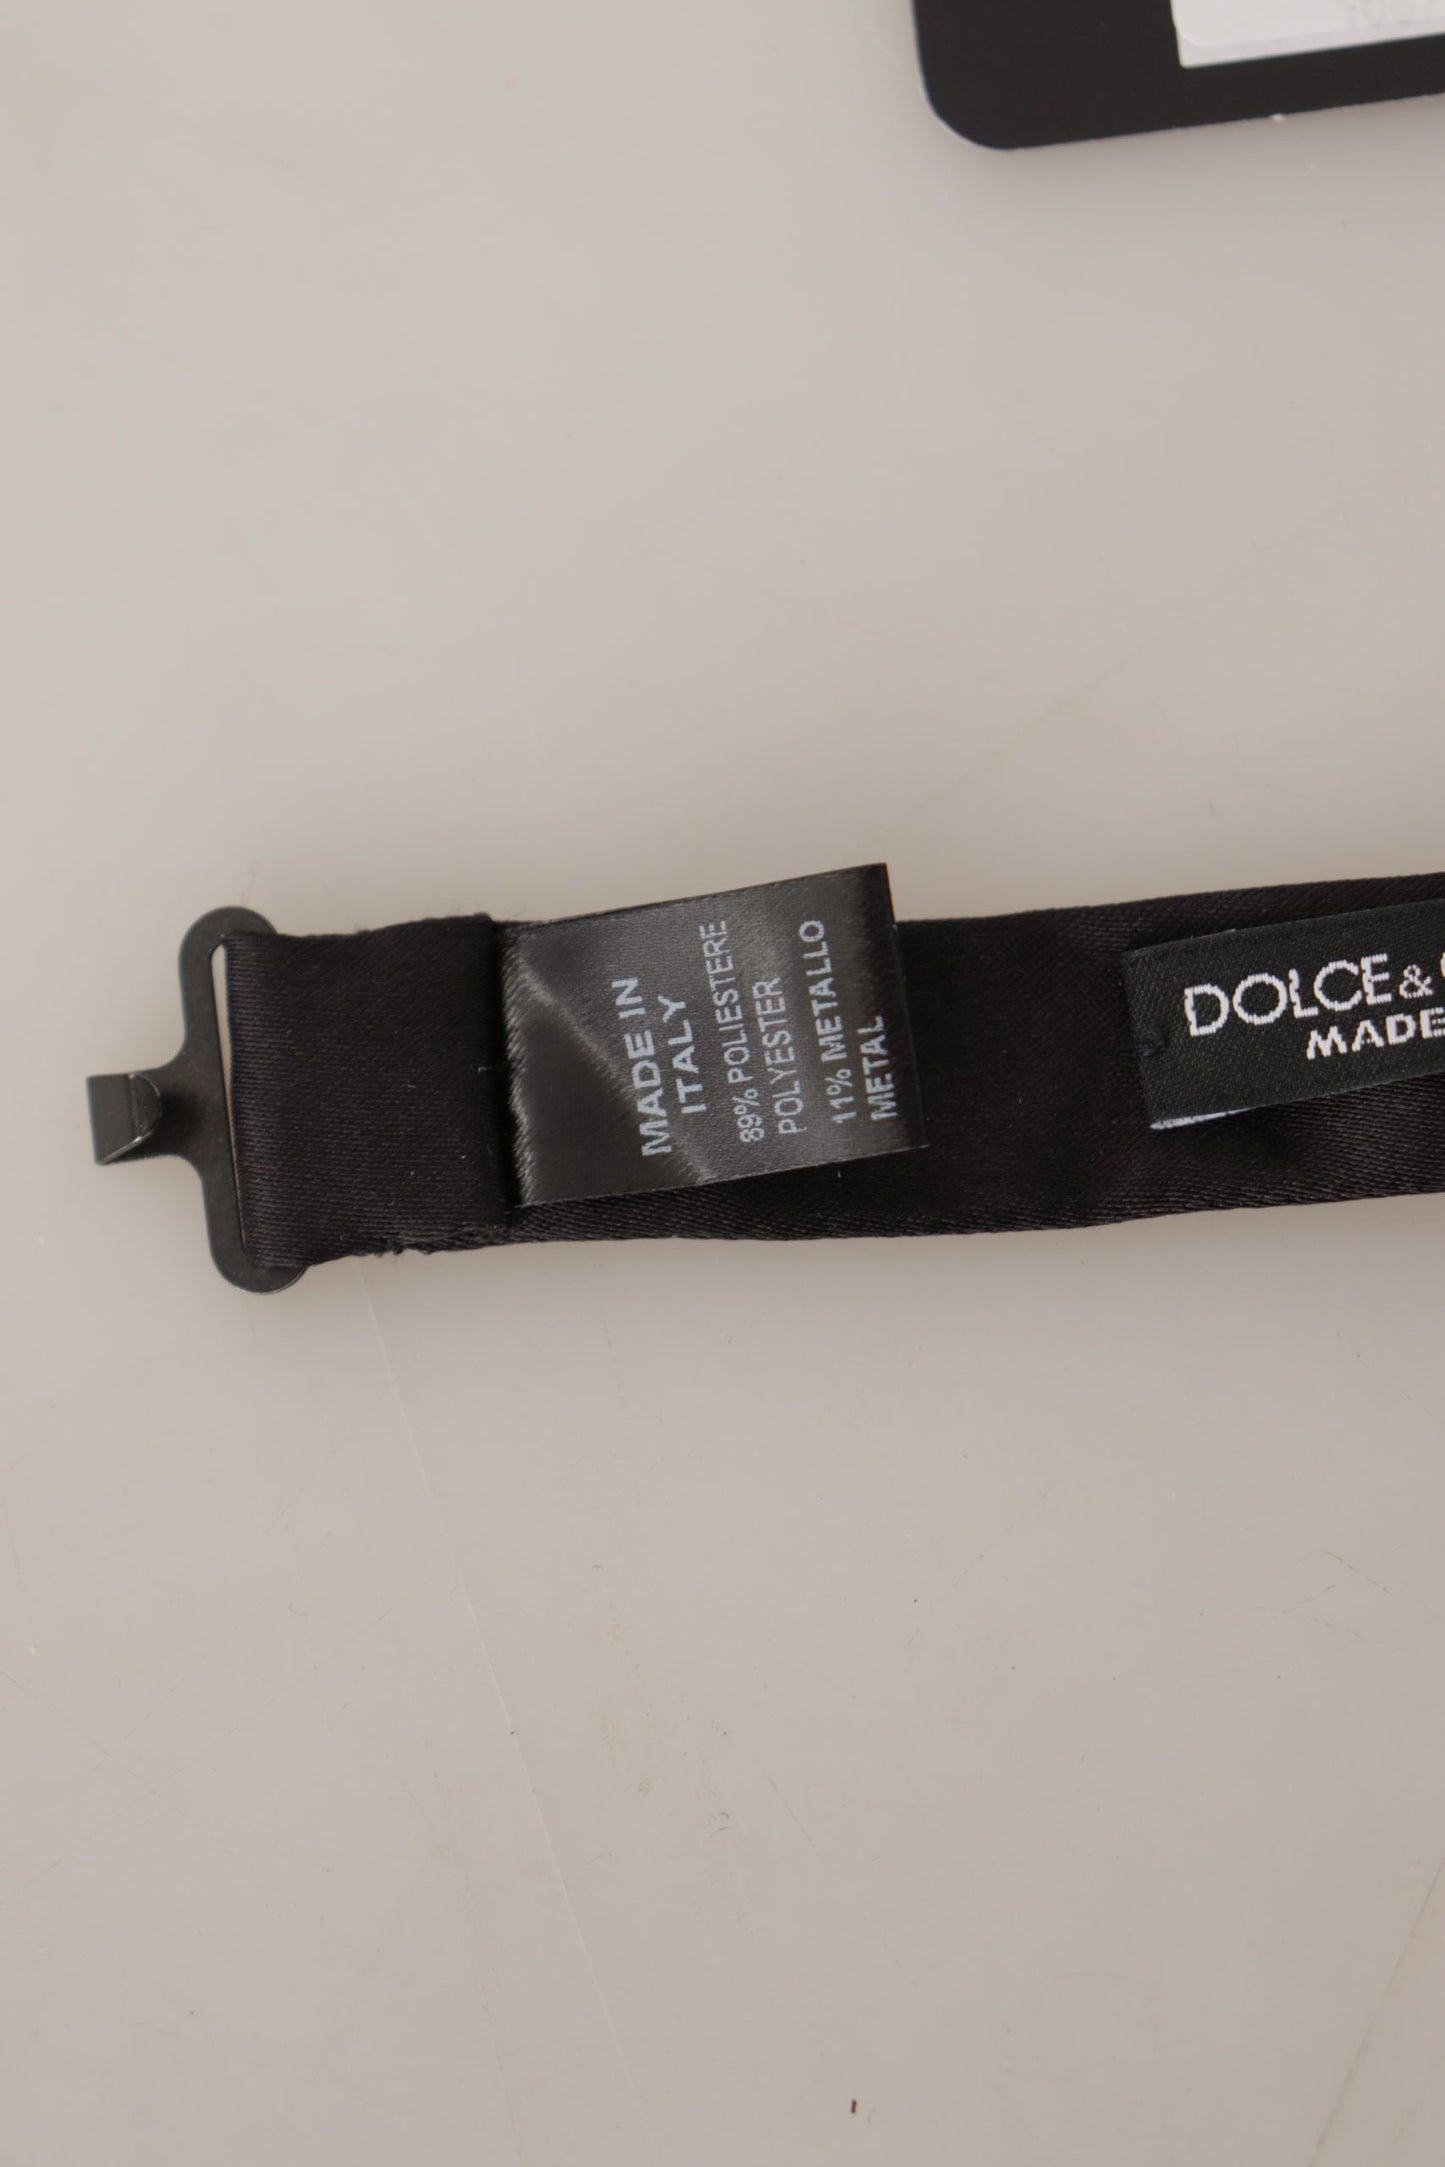 MADE IN
ITALY
89% POLIESTERE
POLYESTER
11% METALLO
METAL
DOLCE&
MADE